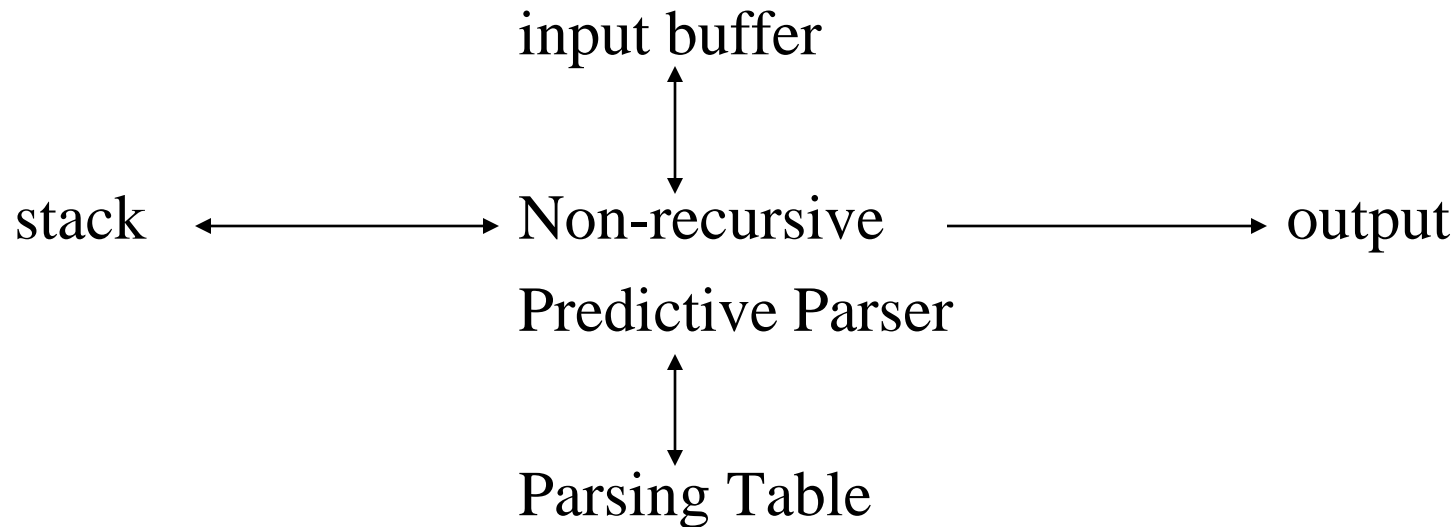 input buffer
stack
Non-recursive
output
Predictive Parser
Parsing Table